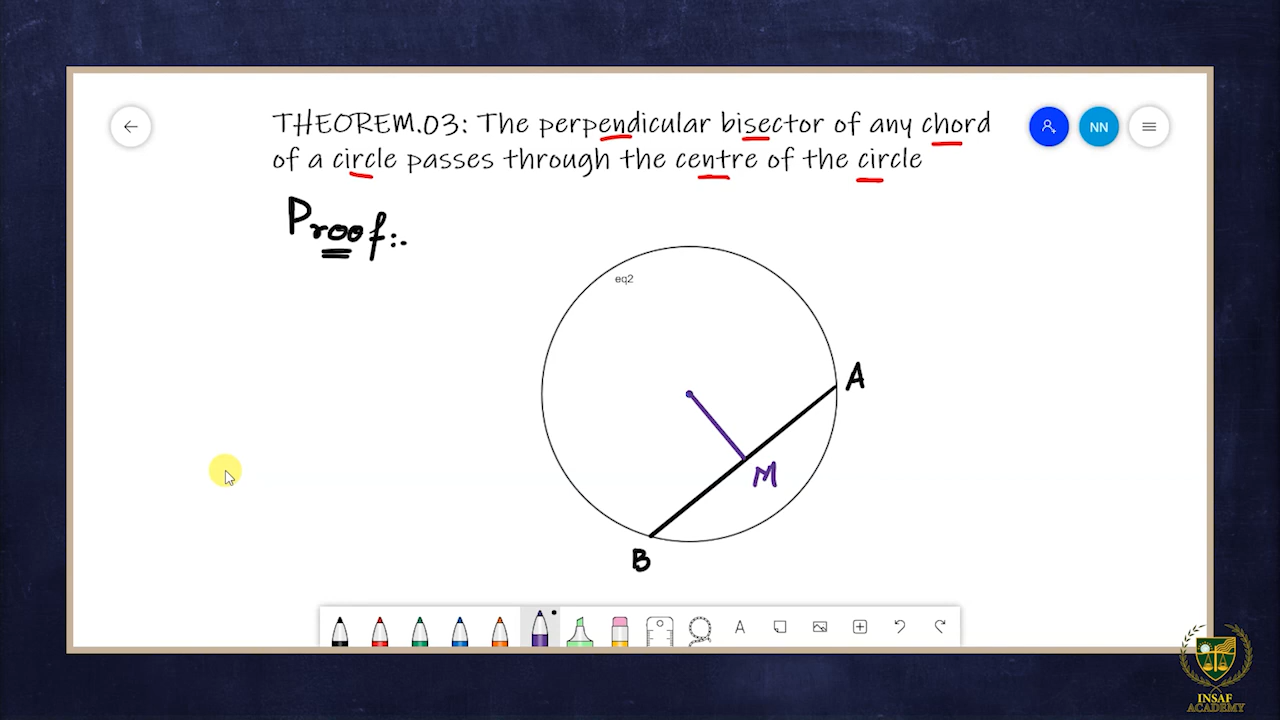 THEOREM.03: The perpendicular bisector of any chord
of a circle passes through the centre of the circle
NN
Proof:.
eq2
A
M
B
A
INSAF
ACADEMY